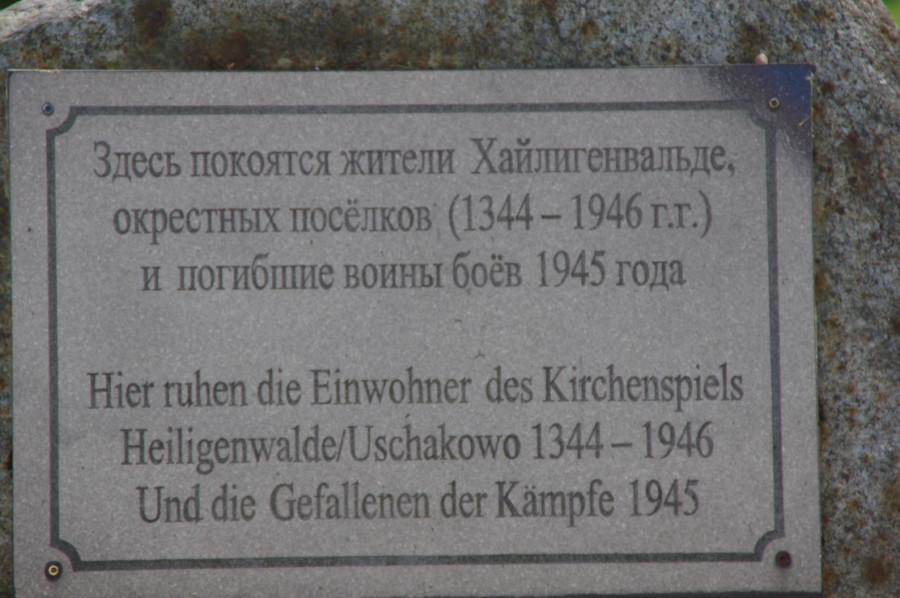 Здесь покоятся жители Хайлигенвальде,
окрестных посёлков (1344 – 1946 г.г.)
и погибшие воины боёв 1945 года
Hier ruhen die Einwohner des Kirchenspiels
Heiligenwalde/Uschakowo 1344 – 1946
Und die Gefallenen der Kämpfe 1945